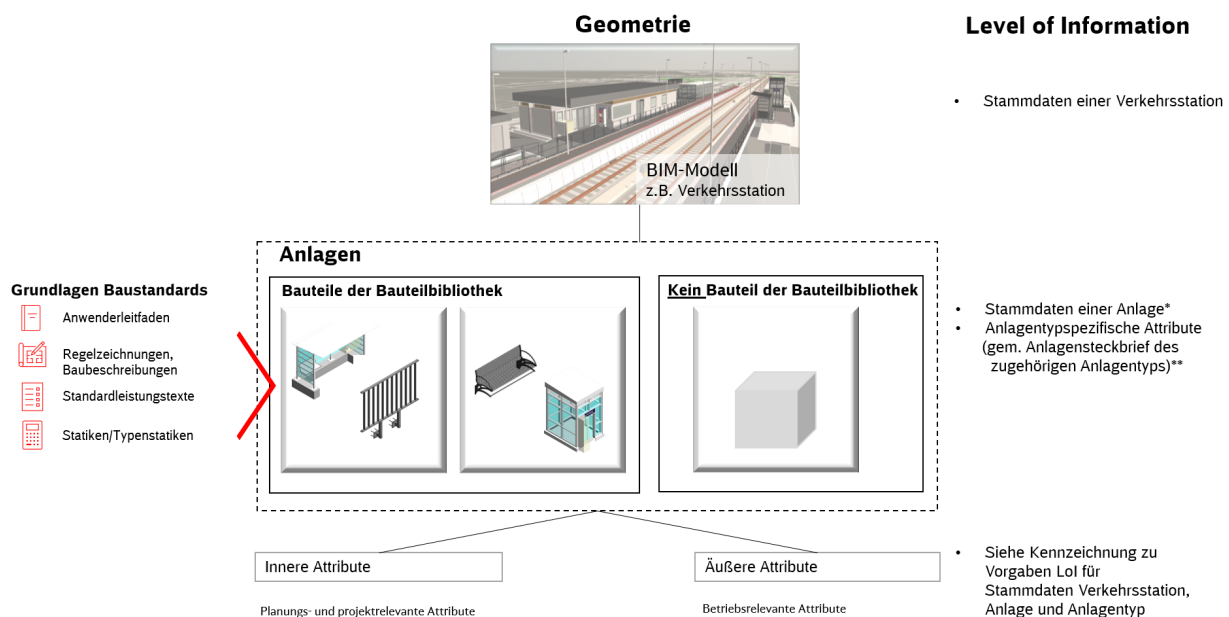 Geometrie
Level of Information
BIM-Modell
z.B. Verkehrsstation
• Stammdaten einer Verkehrsstation
Anlagen
Grundlagen Baustandards
Anwenderleitfaden
Regelzeichnungen,
Baubeschreibungen
Standardleistungstexte
Statiken/Typenstatiken
Bauteile der Bauteilbibliothek
Kein Bauteil der Bauteilbibliothek
• Stammdaten einer Anlage*
• Anlagentypspezifische Attribute
(gem. Anlagensteckbrief des
zugehörigen Anlagentyps)**
Innere Attribute
Planungs- und projektrelevante Attribute
Äußere Attribute
Betriebsrelevante Attribute
• Siehe Kennzeichnung zu
Vorgaben LoI für
Stammdaten Verkehrsstation,
Anlage und Anlagentyp